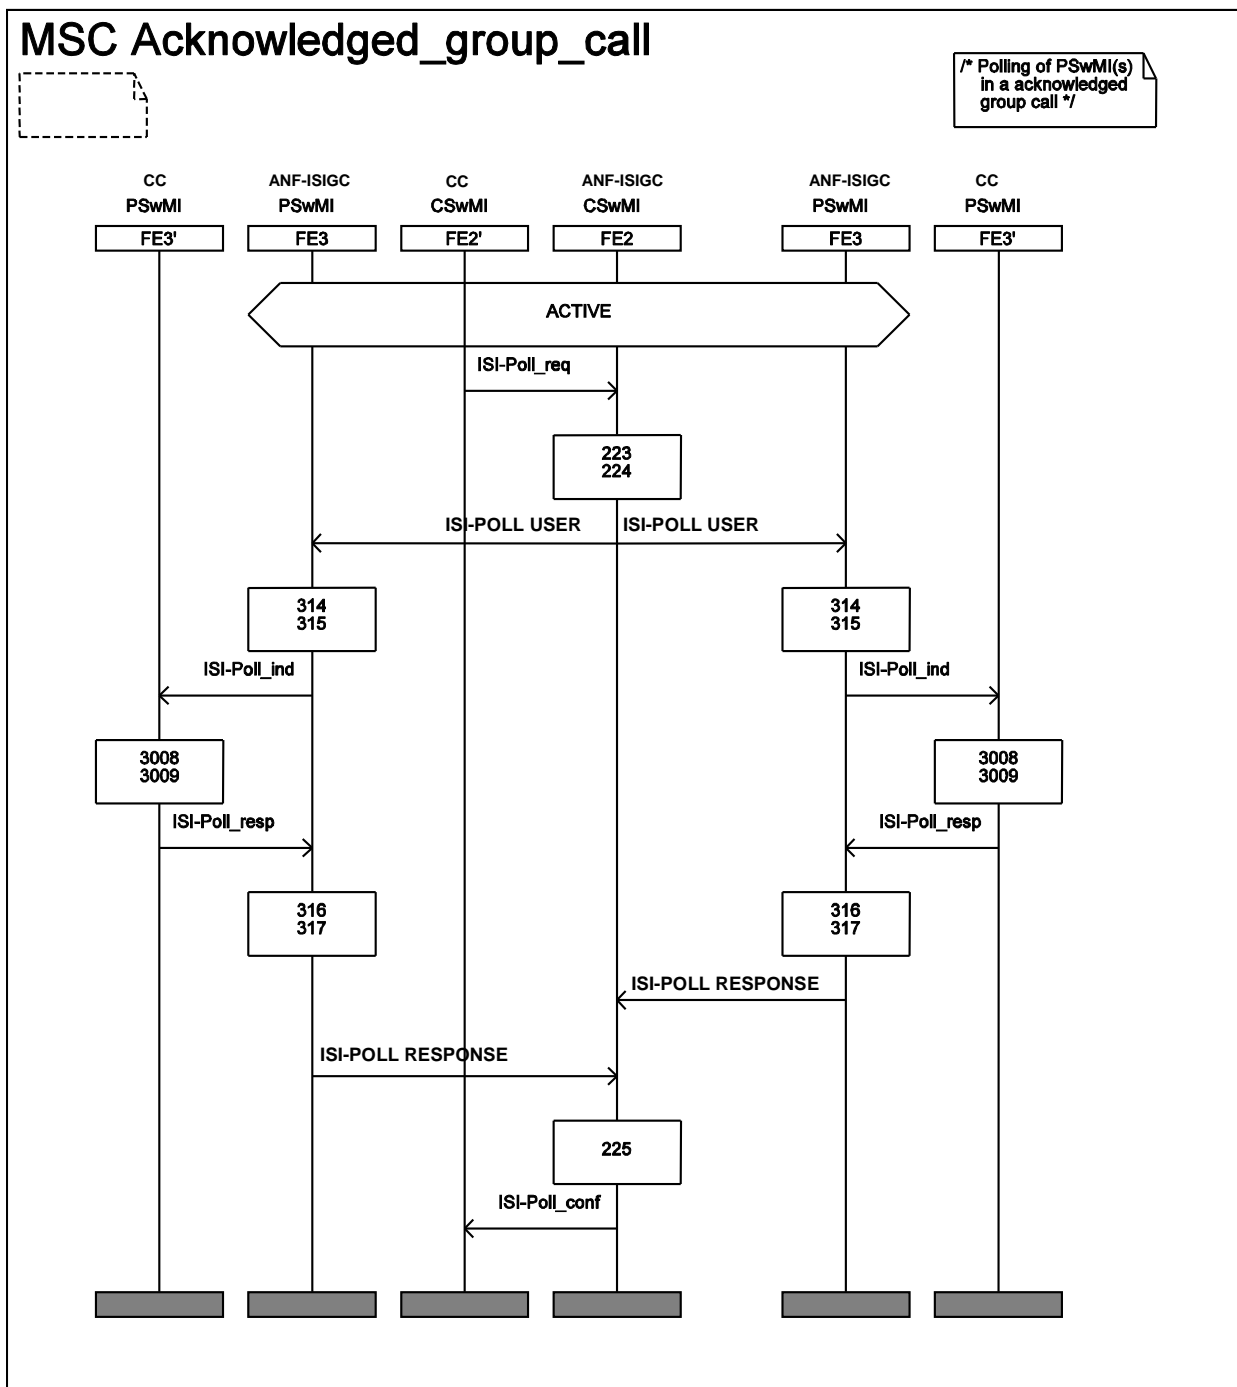 MSC Acknowledged_group_call
/* Polling of PSwMI(s)
in a acknowledged
group call */
CC ANF-ISIGC CC ANF-ISIGC ANF-ISIGC CC
PSwMI PSwMI CSwMI CSwMI PSwMI PSwMI
FE3' FE3 FE2' FE2 FE3 FE3'
ACTIVE
ISI-Poll_req
223
224
ISI-POLL USER ISI-POLL USER
314 314
315 315
ISI-Poll_ind ISI-Poll_ind
3008 3008
3009 3009
ISI-Poll_resp ISI-Poll_resp
316 316
317 317
ISI-POLL RESPONSE
ISI-POLL RESPONSE
225
ISI-Poll_conf